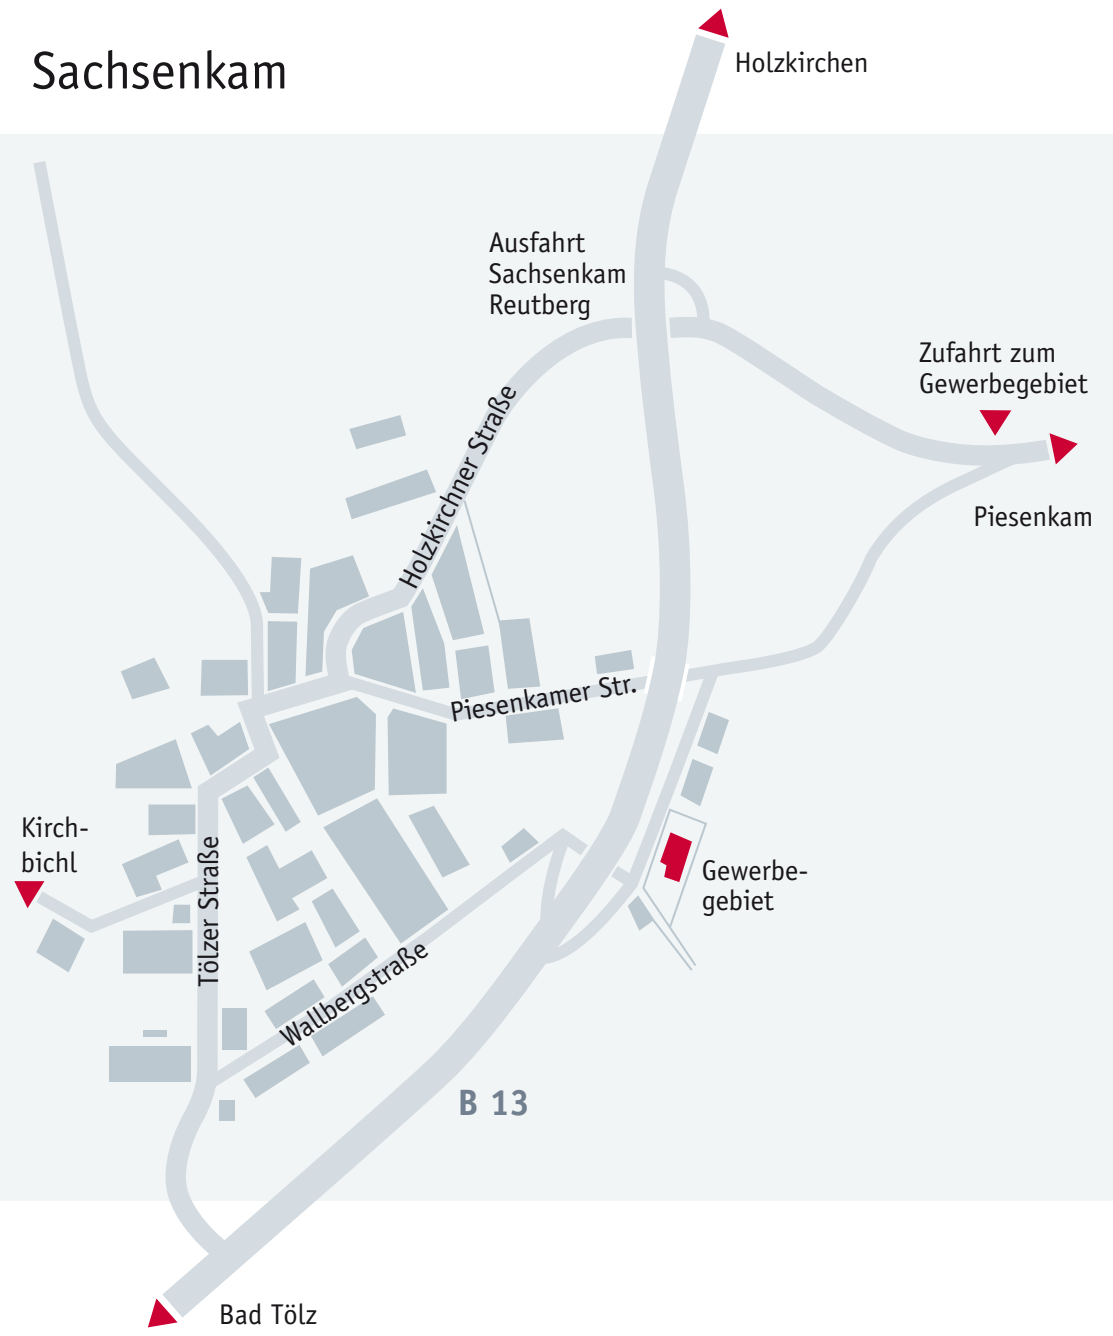 Sachsenkam
Holzkirchen
Ausfahrt
Sachsenkam
Reutberg
Zufahrt zum
Gewerbegebiet
Holzkirchner Straße
Piesenkam
Piesenkamer Str.
Kirch-
bichl
Tölzer Straße
Gewerbe-
gebiet
Wallbergstraße
B 13
Bad Tölz